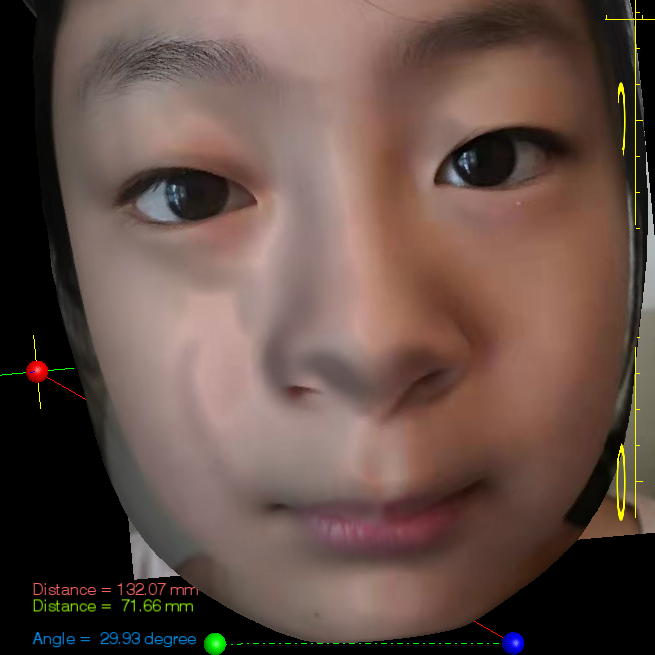 Distance = 132.07 mm
Distance = 71.66 mm
Angle = 29.93 degree